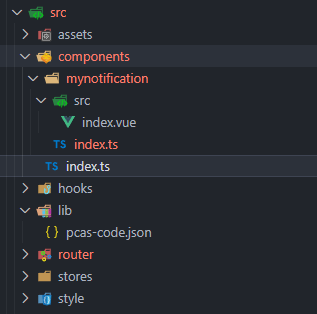 src
assets
components
mynotification
src
index.vue
TS index.ts
TS index.ts
hooks
lib
{ } pcas-code.json
router
stores
style